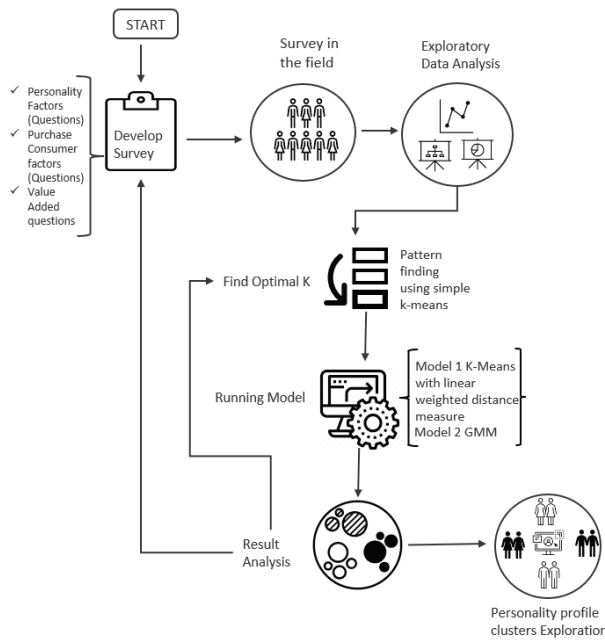 START
Survey in
the field
Exploratory
Data Analysis
✓ Personality
Factors
(Questions)
✓ Purchase
Consumer
factors
(Questions)
✓ Value
Added
questions
Develop
Survey
Find Optimal K
Pattern
finding
using simple
k-means
Running Model
Model 1 K-Means
with linear
weighted distance
measure
Model 2 GMM
Result
Analysis
Personality profile
clusters Exploration